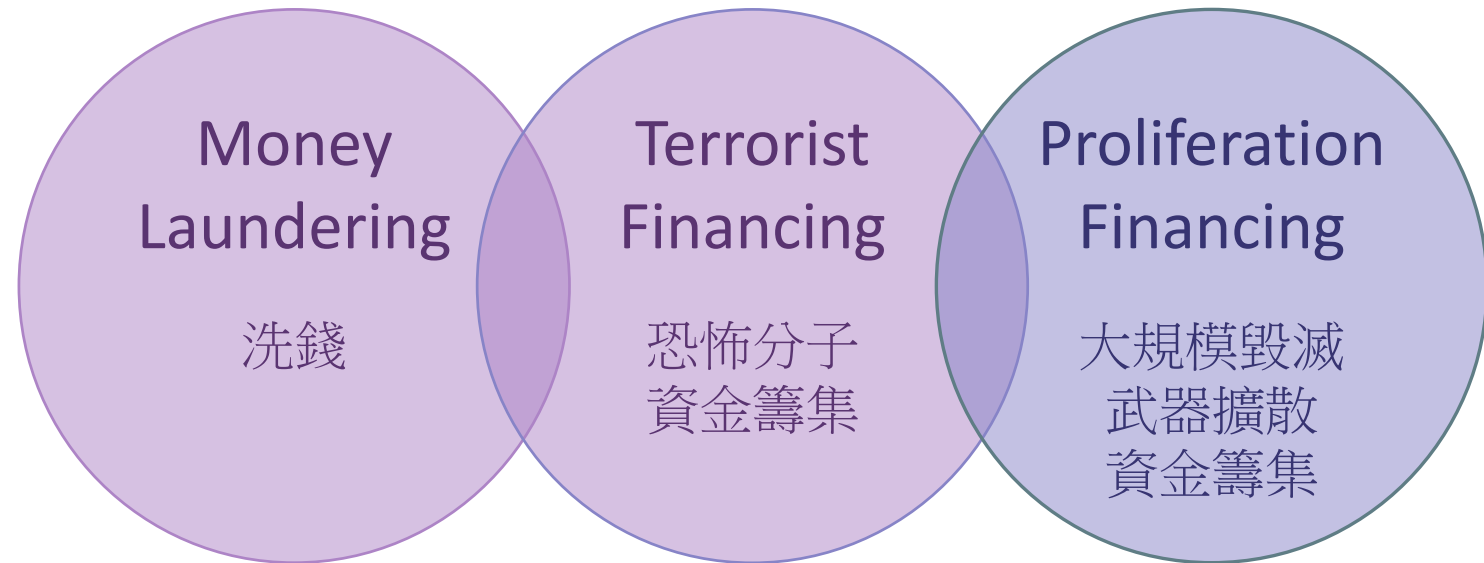 Money
Laundering
洗錢
Terrorist
Financing
恐怖分子
資金籌集
Proliferation
Financing
大規模毀滅
武器擴散
資金籌集